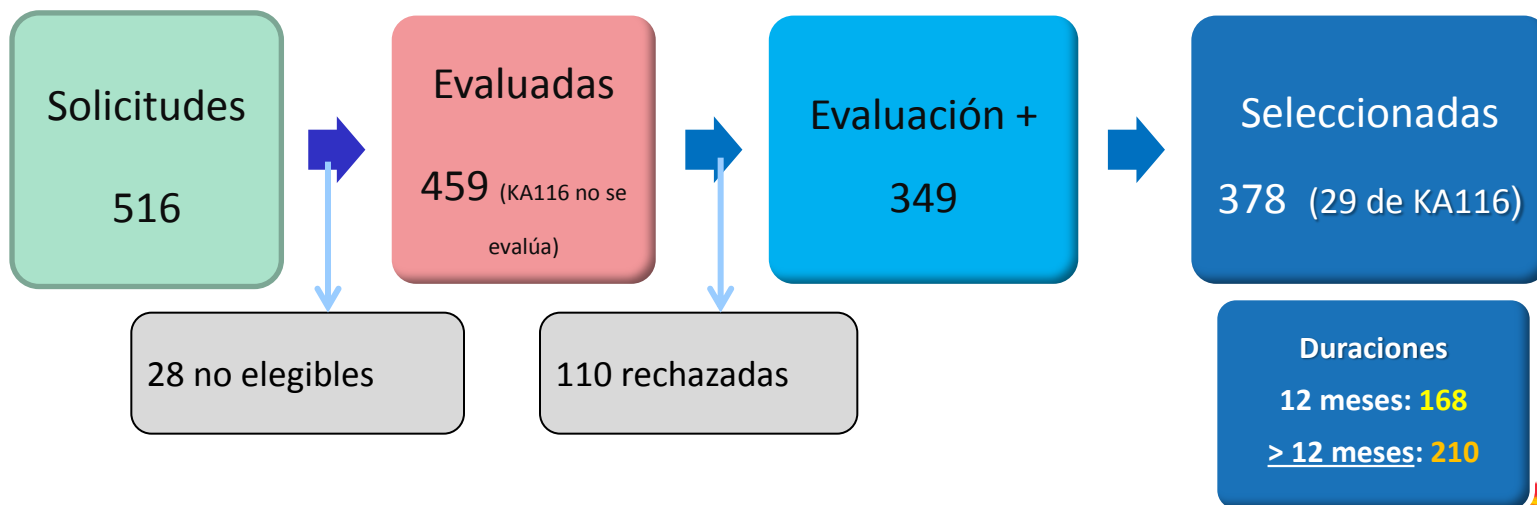 Solicitudes
516
Evaluadas
459 (KA116 no se
evalúa)
Evaluación +
349
Seleccionadas
378 (29 de KA116)
28 no elegibles
110 rechazadas
Duraciones
12 meses: 168
> 12 meses: 210